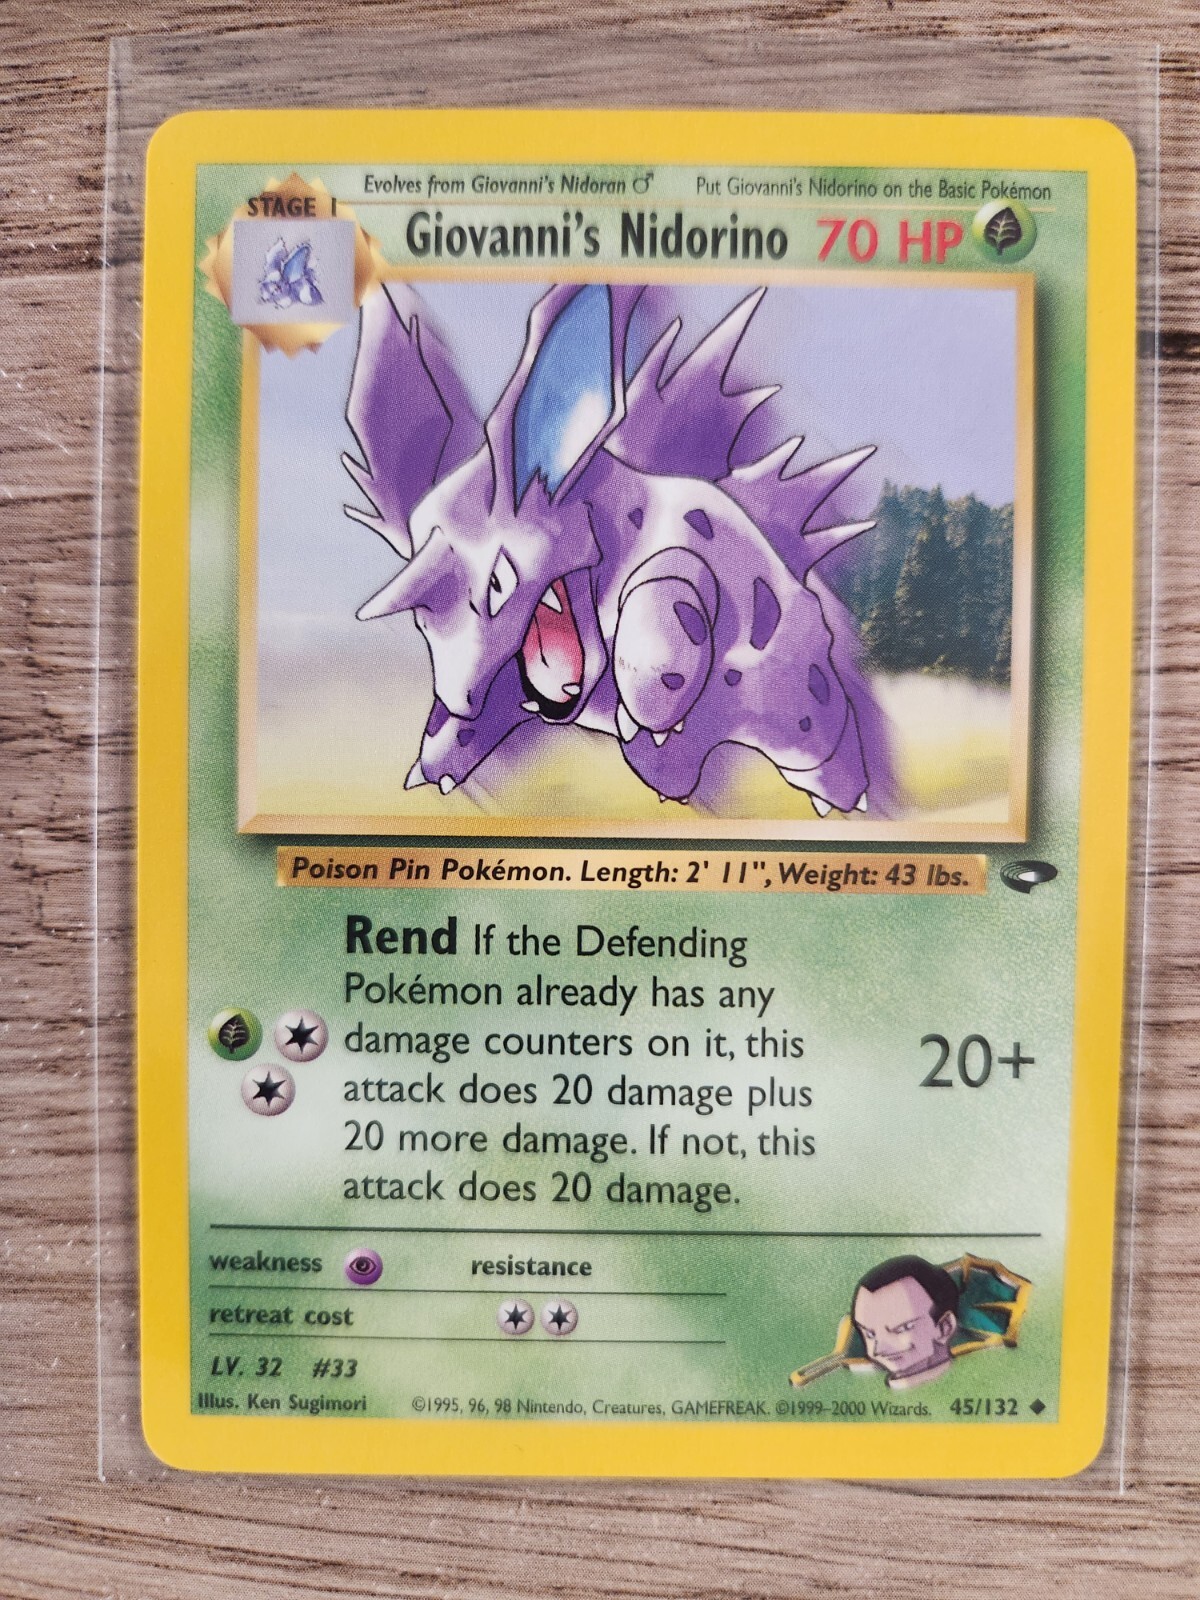 Evolves from Giovanni's Nidoran ♂ Put Giovanni's Nidorino on the Basic Pokémon
STAGE 1
Giovanni's Nidorino 70 HP
Poison Pin Pokémon. Length: 2' 11", Weight: 43 lbs.
Rend If the Defending
Pokémon already has any
damage counters on it, this
attack does 20 damage plus
20 more damage. If not, this
attack does 20 damage.
20+
weakness resistance
retreat cost
LV. 32 #33
Illus. Ken Sugimori ©1995, 96, 98 Nintendo, Creatures, GAMEFREAK. ©1999-2000 Wizards. 45/132 ◆